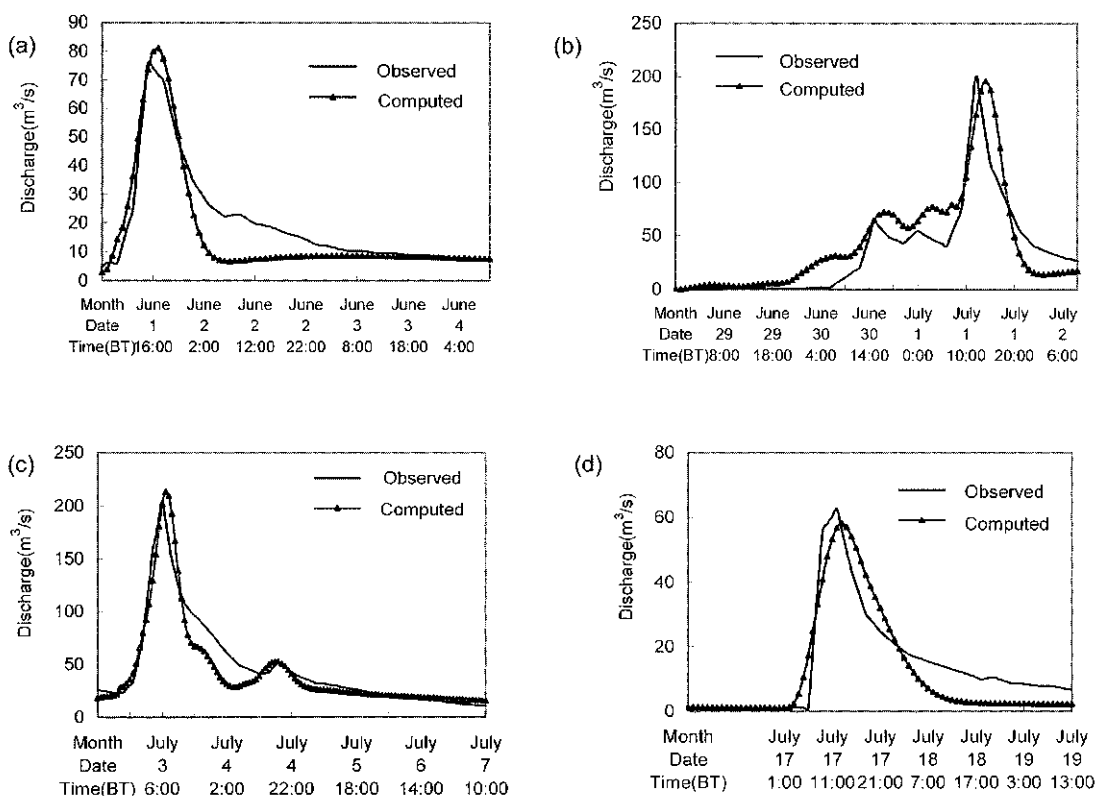 (a)
Discharge(m³/s)
90
80
70
60
50
40
30
20
10
0
Observed
Computed
Month June June June June June June June
Date 1 2 2 2 3 3 4
Time(BT) 16:00 2:00 12:00 22:00 8:00 18:00 4:00
(b)
Discharge(m³/s)
250
200
150
100
50
0
Observed
Computed
Month June June June June July July July July
Date 29 29 30 30 1 1 1 2
Time(BT) 8:00 18:00 4:00 14:00 0:00 10:00 20:00 6:00
(c)
Discharge(m³/s)
250
200
150
100
50
0
Observed
Computed
Month July July July July July July
Date 3 4 4 5 6 7
Time(BT) 6:00 2:00 22:00 18:00 14:00 10:00
(d)
Discharge(m³/s)
80
60
40
20
0
Observed
Computed
Month July July July July July July July
Date 17 17 17 18 18 19 19
Time(BT) 1:00 11:00 21:00 7:00 17:00 3:00 13:00